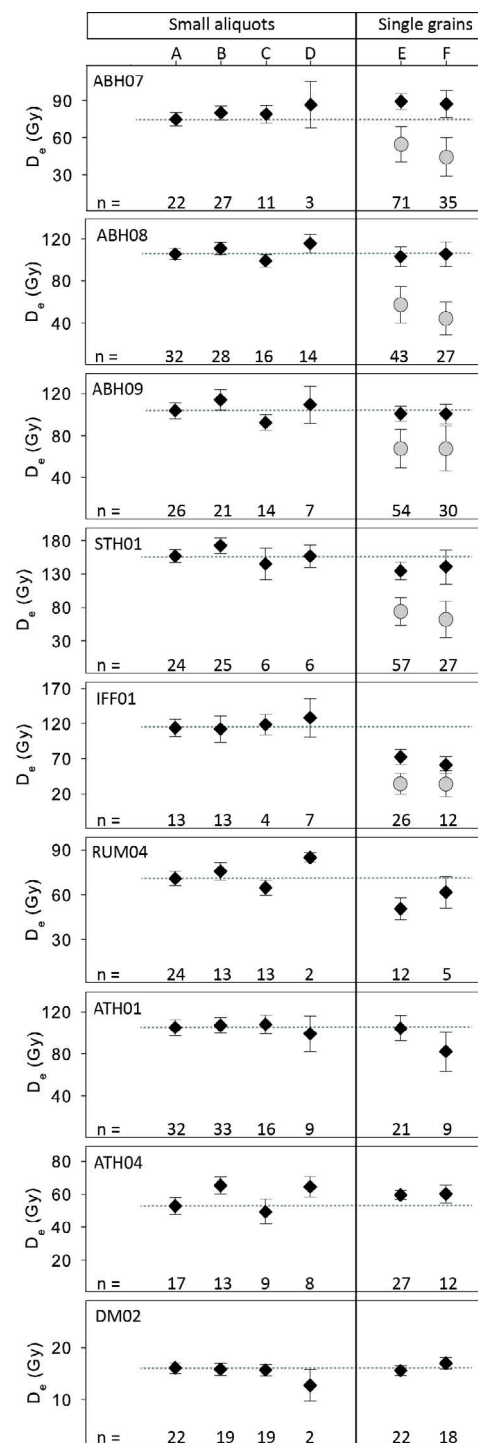 Small aliquots Single grains
A B C D E F
ABH07
90
60
30
De (Gy)
n = 22 27 11 3 71 35
ABH08
120
80
40
De (Gy)
n = 32 28 16 14 43 27
ABH09
120
80
40
De (Gy)
n = 26 21 14 7 54 30
STH01
180
130
80
30
De (Gy)
n = 24 25 6 6 57 27
IFF01
170
120
70
20
De (Gy)
n = 13 13 4 7 26 12
RUM04
90
60
30
De (Gy)
n = 24 13 13 2 12 5
ATH01
120
80
40
De (Gy)
n = 32 33 16 9 21 9
ATH04
80
60
40
20
De (Gy)
n = 17 13 9 8 27 12
DM02
20
10
De (Gy)
n = 22 19 19 2 22 18